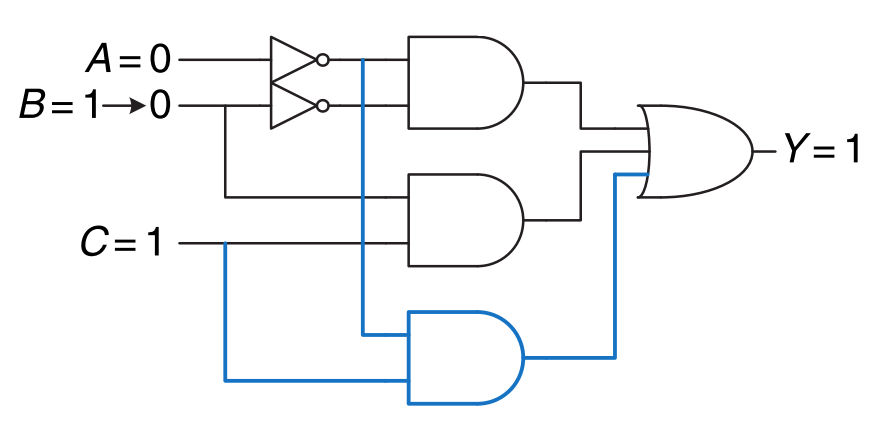 A = 0
B = 1→0
C = 1
Y = 1